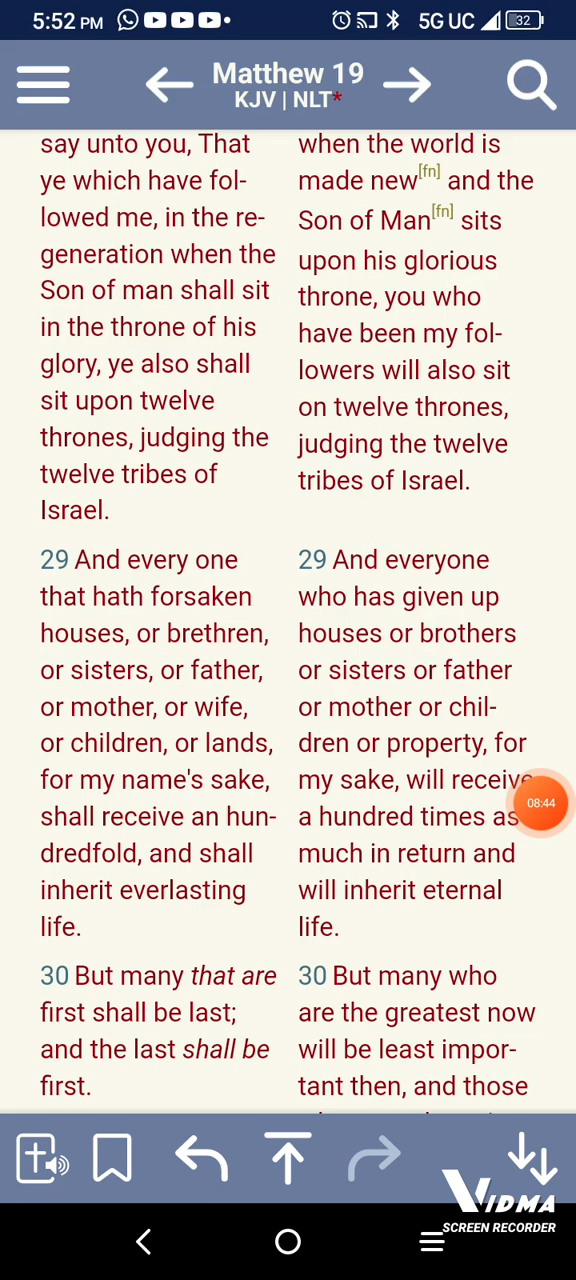 5:52 PM
5G UC
32
Matthew 19
KJV | NLT*
say unto you, That
ye which have fol-
lowed me, in the re-
generation when the
Son of man shall sit
in the throne of his
glory, ye also shall
sit upon twelve
thrones, judging the
twelve tribes of
Israel.
29 And every one
that hath forsaken
houses, or brethren,
or sisters, or father,
or mother, or wife,
or children, or lands,
for my name's sake,
shall receive an hun-
dredfold, and shall
inherit everlasting
life.
30 But many that are
first shall be last;
and the last shall be
first.
when the world is
made new[fn] and the
Son of Man[fn] sits
upon his glorious
throne, you who
have been my fol-
lowers will also sit
on twelve thrones,
judging the twelve
tribes of Israel.
29 And everyone
who has given up
houses or brothers
or sisters or father
or mother or chil-
dren or property, for
my sake, will receive
a hundred times as
much in return and
will inherit eternal
life.
30 But many who
are the greatest now
will be least impor-
tant then, and those
08:44
VIDMA
SCREEN RECORDER